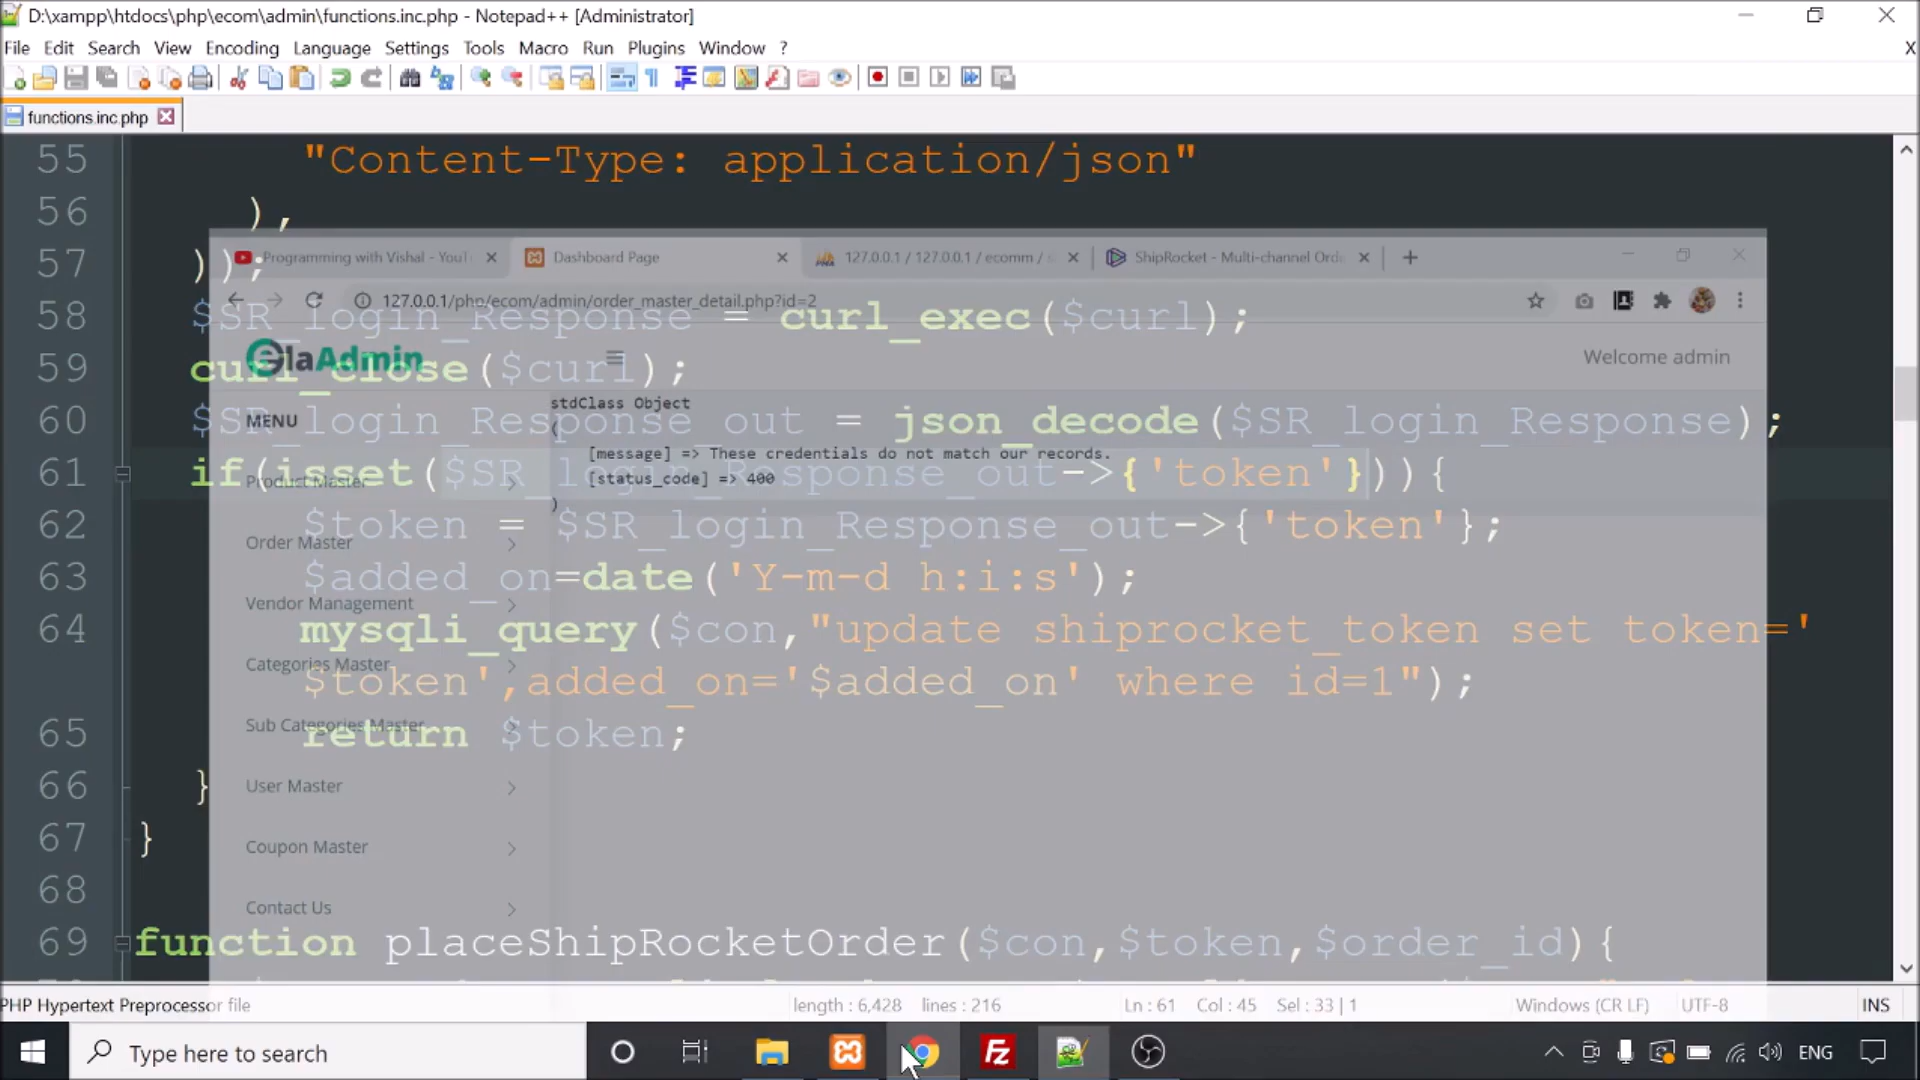 D:\xampp\htdocs\php\ecom\admin\functions.inc.php - Notepad++ [Administrator]
File Edit Search View Encoding Language Settings Tools Macro Run Plugins Window ? X
functions.inc.php
55 "Content-Type: application/json"
56 ),
57 ));
58 $SR_login_Response = curl_exec($curl);
59 curl_close($curl);
60 $SR_login_Response_out = json_decode($SR_login_Response);
61 if(isset($SR_login_Response_out->{'token'})){
62 $token = $SR_login_Response_out->{'token'};
63 $added_on=date('Y-m-d h:i:s');
64 mysqli_query($con,"update shiprocket_token set token='
$token',added_on='$added_on' where id=1");
65 return $token;
66 }
67 }
68
69 function placeShipRocketOrder($con,$token,$order_id){
Programming with Vishal - YouT
Dashboard Page
127.0.0.1 / 127.0.0.1 / ecomm /
ShipRocket - Multi-channel Ord
127.0.0.1/php/ecom/admin/order_master_detail.php?id=2
ElaAdmin
Welcome admin
MENU
Product Master
Order Master
Vendor Management
Categories Master
Sub Categories Master
User Master
Coupon Master
Contact Us
stdClass Object
(
[message] => These credentials do not match our records.
[status_code] => 400
)
PHP Hypertext Preprocessor file length : 6,428 lines : 216 Ln : 61 Col : 45 Sel : 33 | 1 Windows (CR LF) UTF-8 INS
Type here to search
ENG